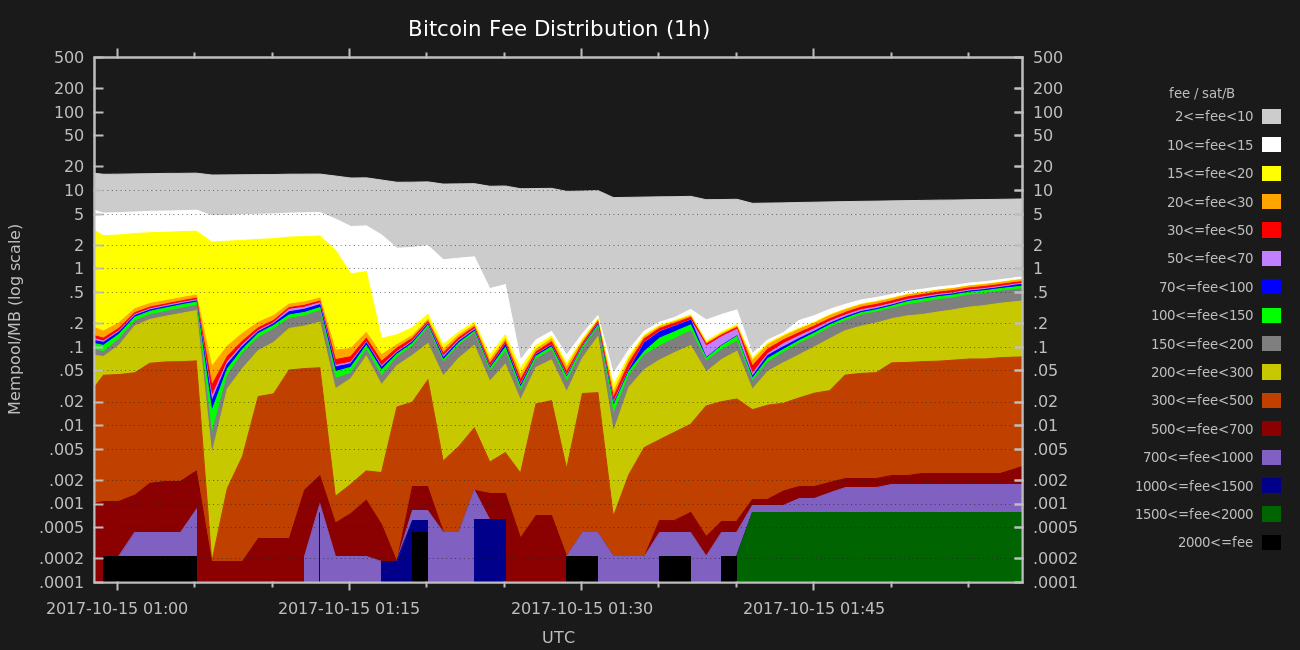 Bitcoin Fee Distribution (1h)
500 500
200 200
100 100
50 50
20 20
10 10
5 5
2 2
1 1
.5 .5
.2 .2
.1 .1
.05 .05
.02 .02
.01 .01
.005 .005
.002 .002
.001 .001
.0005 .0005
.0002 .0002
.0001 .0001
Mempool/MB (log scale)
2017-10-15 01:00 2017-10-15 01:15 2017-10-15 01:30 2017-10-15 01:45
UTC
fee / sat/B
2<=fee<10
10<=fee<15
15<=fee<20
20<=fee<30
30<=fee<50
50<=fee<70
70<=fee<100
100<=fee<150
150<=fee<200
200<=fee<300
300<=fee<500
500<=fee<700
700<=fee<1000
1000<=fee<1500
1500<=fee<2000
2000<=fee